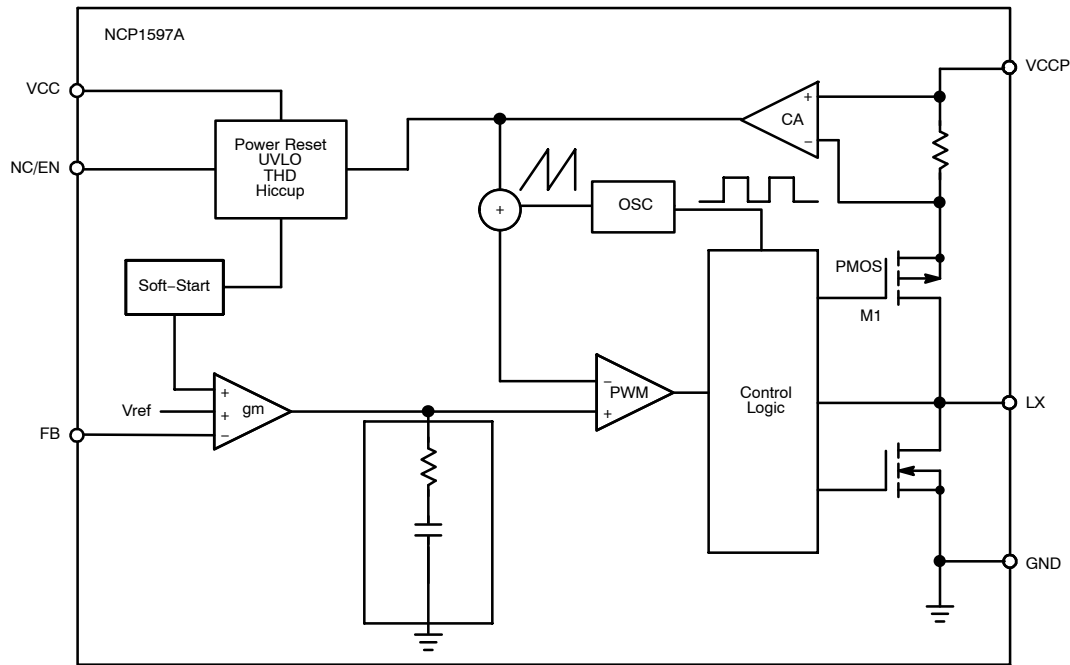 NCP1597A
VCC
VCCP
+
CA
−
Power Reset
UVLO
THD
Hiccup
NC/EN
+
OSC
PMOS
M1
Soft−Start
+
Vref
+
gm
−
FB
−
PWM
+
Control
Logic
LX
GND